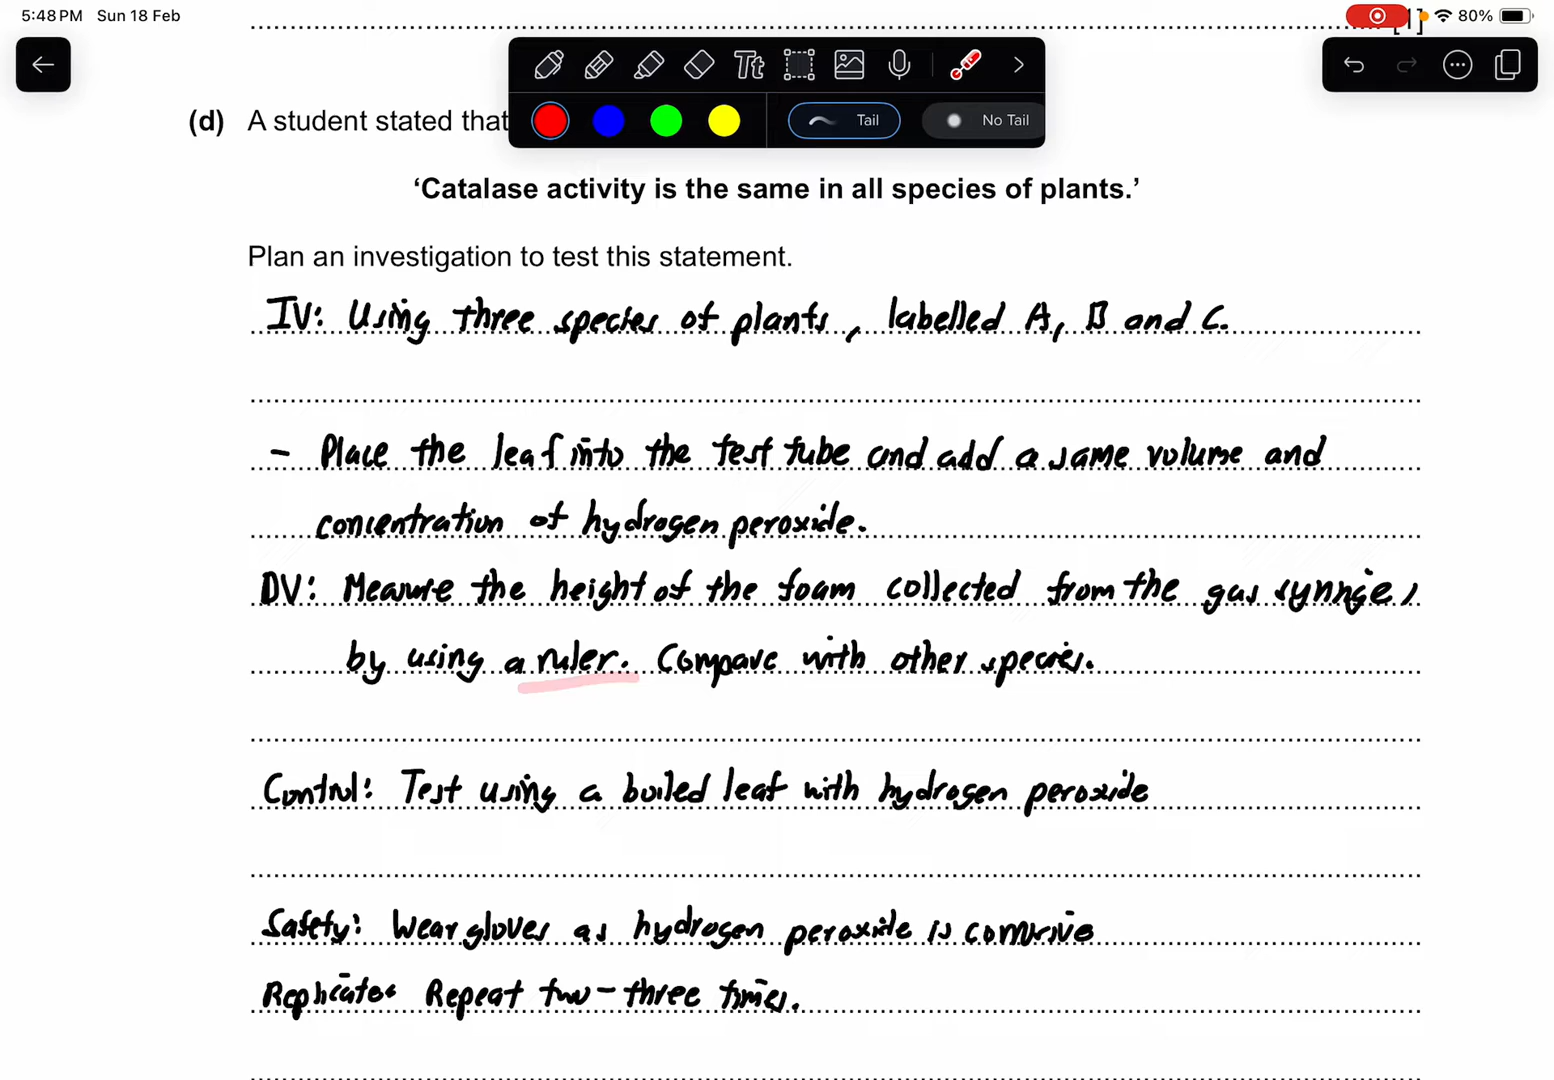 5:48 PM Sun 18 Feb
[1]
80%
Tt
Tail
No Tail
(d) A student stated that
‘Catalase activity is the same in all species of plants.’
Plan an investigation to test this statement.
IV: Using three species of plants, labelled A, B and C.
- Place the leaf into the test tube and add a same volume and
concentration of hydrogen peroxide.
DV: Measure the height of the foam collected from the gas syringe,
by using a ruler. Compare with other species.
Control: Test using a boiled leaf with hydrogen peroxide
Safety: Wear gloves as hydrogen peroxide is corrosive
Replicate: Repeat two-three times.